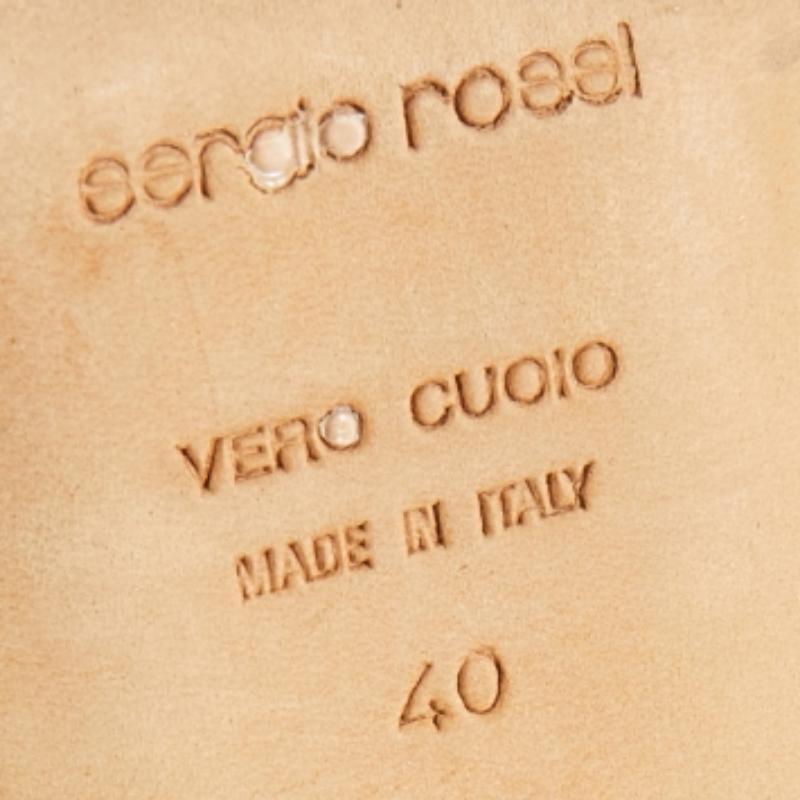 sergio rossi
VERO CUOIO
MADE IN ITALY
40